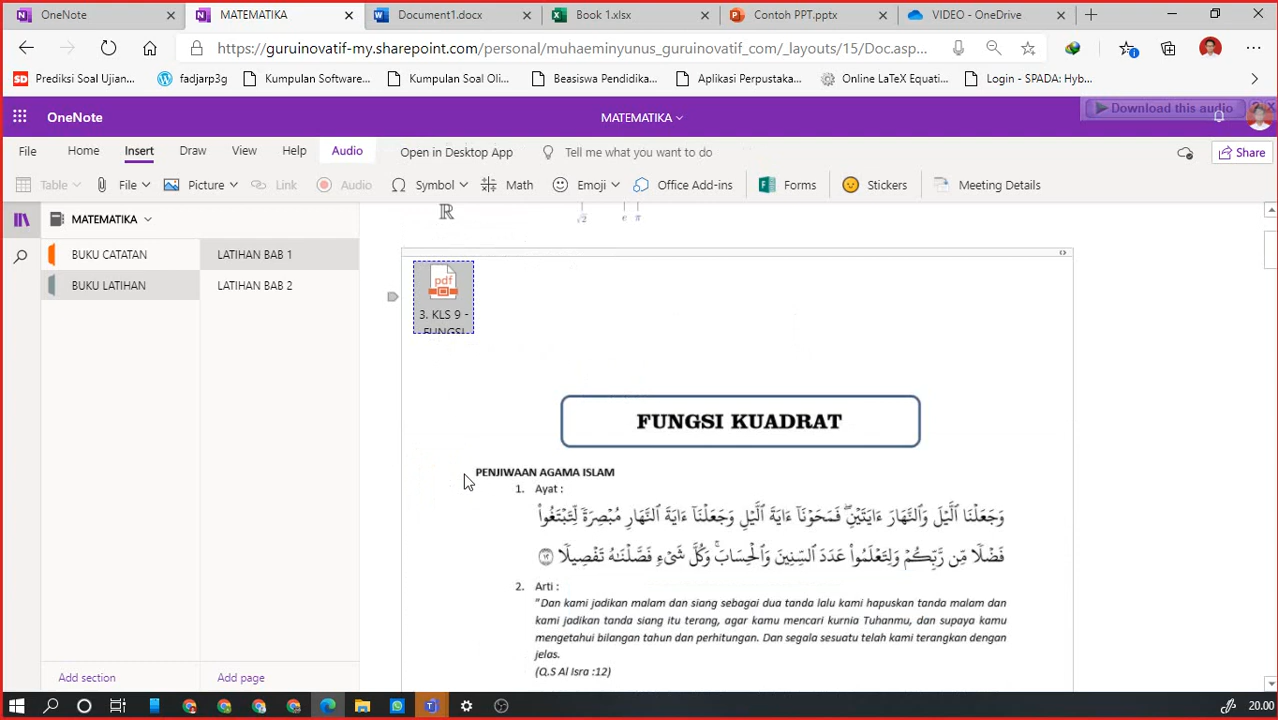 OneNote
MATEMATIKA
Document1.docx
Book 1.xlsx
Contoh PPT.pptx
VIDEO - OneDrive
https://guruinovatif-my.sharepoint.com/personal/muhaeminyunus_guruinovatif_com/_layouts/15/Doc.asp...
SD Prediksi Soal Ujian...
fadjarp3g
Kumpulan Software...
Kumpulan Soal Oli...
Beasiswa Pendidika...
Aplikasi Perpustaka...
Online LaTeX Equati...
Login - SPADA: Hyb...
OneNote
MATEMATIKA
Download this audio
? X
File Home Insert Draw View Help Audio Open in Desktop App Tell me what you want to do Share
Table File Picture Link Audio Symbol Math Emoji Office Add-ins Forms Stickers Meeting Details
MATEMATIKA
BUKU CATATAN
BUKU LATIHAN
LATIHAN BAB 1
LATIHAN BAB 2
ℝ
√2 e π
pdf
3. KLS 9 -
FUNGSI
FUNGSI KUADRAT
PENJIWAAN AGAMA ISLAM
1. Ayat :
وَجَعَلْنَا ٱلَّيْلَ وَٱلنَّهَارَ ءَايَتَيْنِ ۖ فَمَحَوْنَآ ءَايَةَ ٱلَّيْلِ وَجَعَلْنَآ ءَايَةَ ٱلنَّهَارِ مُبْصِرَةً لِّتَبْتَغُوا۟
فَضْلًا مِّن رَّبِّكُمْ وَلِتَعْلَمُوا۟ عَدَدَ ٱلسِّنِينَ وَٱلْحِسَابَ ۚ وَكُلَّ شَىْءٍ فَصَّلْنَٰهُ تَفْصِيلًا ١٢
2. Arti :
"Dan kami jadikan malam dan siang sebagai dua tanda lalu kami hapuskan tanda malam dan
kami jadikan tanda siang itu terang, agar kamu mencari kurnia Tuhanmu, dan supaya kamu
mengetahui bilangan tahun dan perhitungan. Dan segala sesuatu telah kami terangkan dengan
jelas.
(Q.S Al Isra :12)
Add section
Add page
20.00